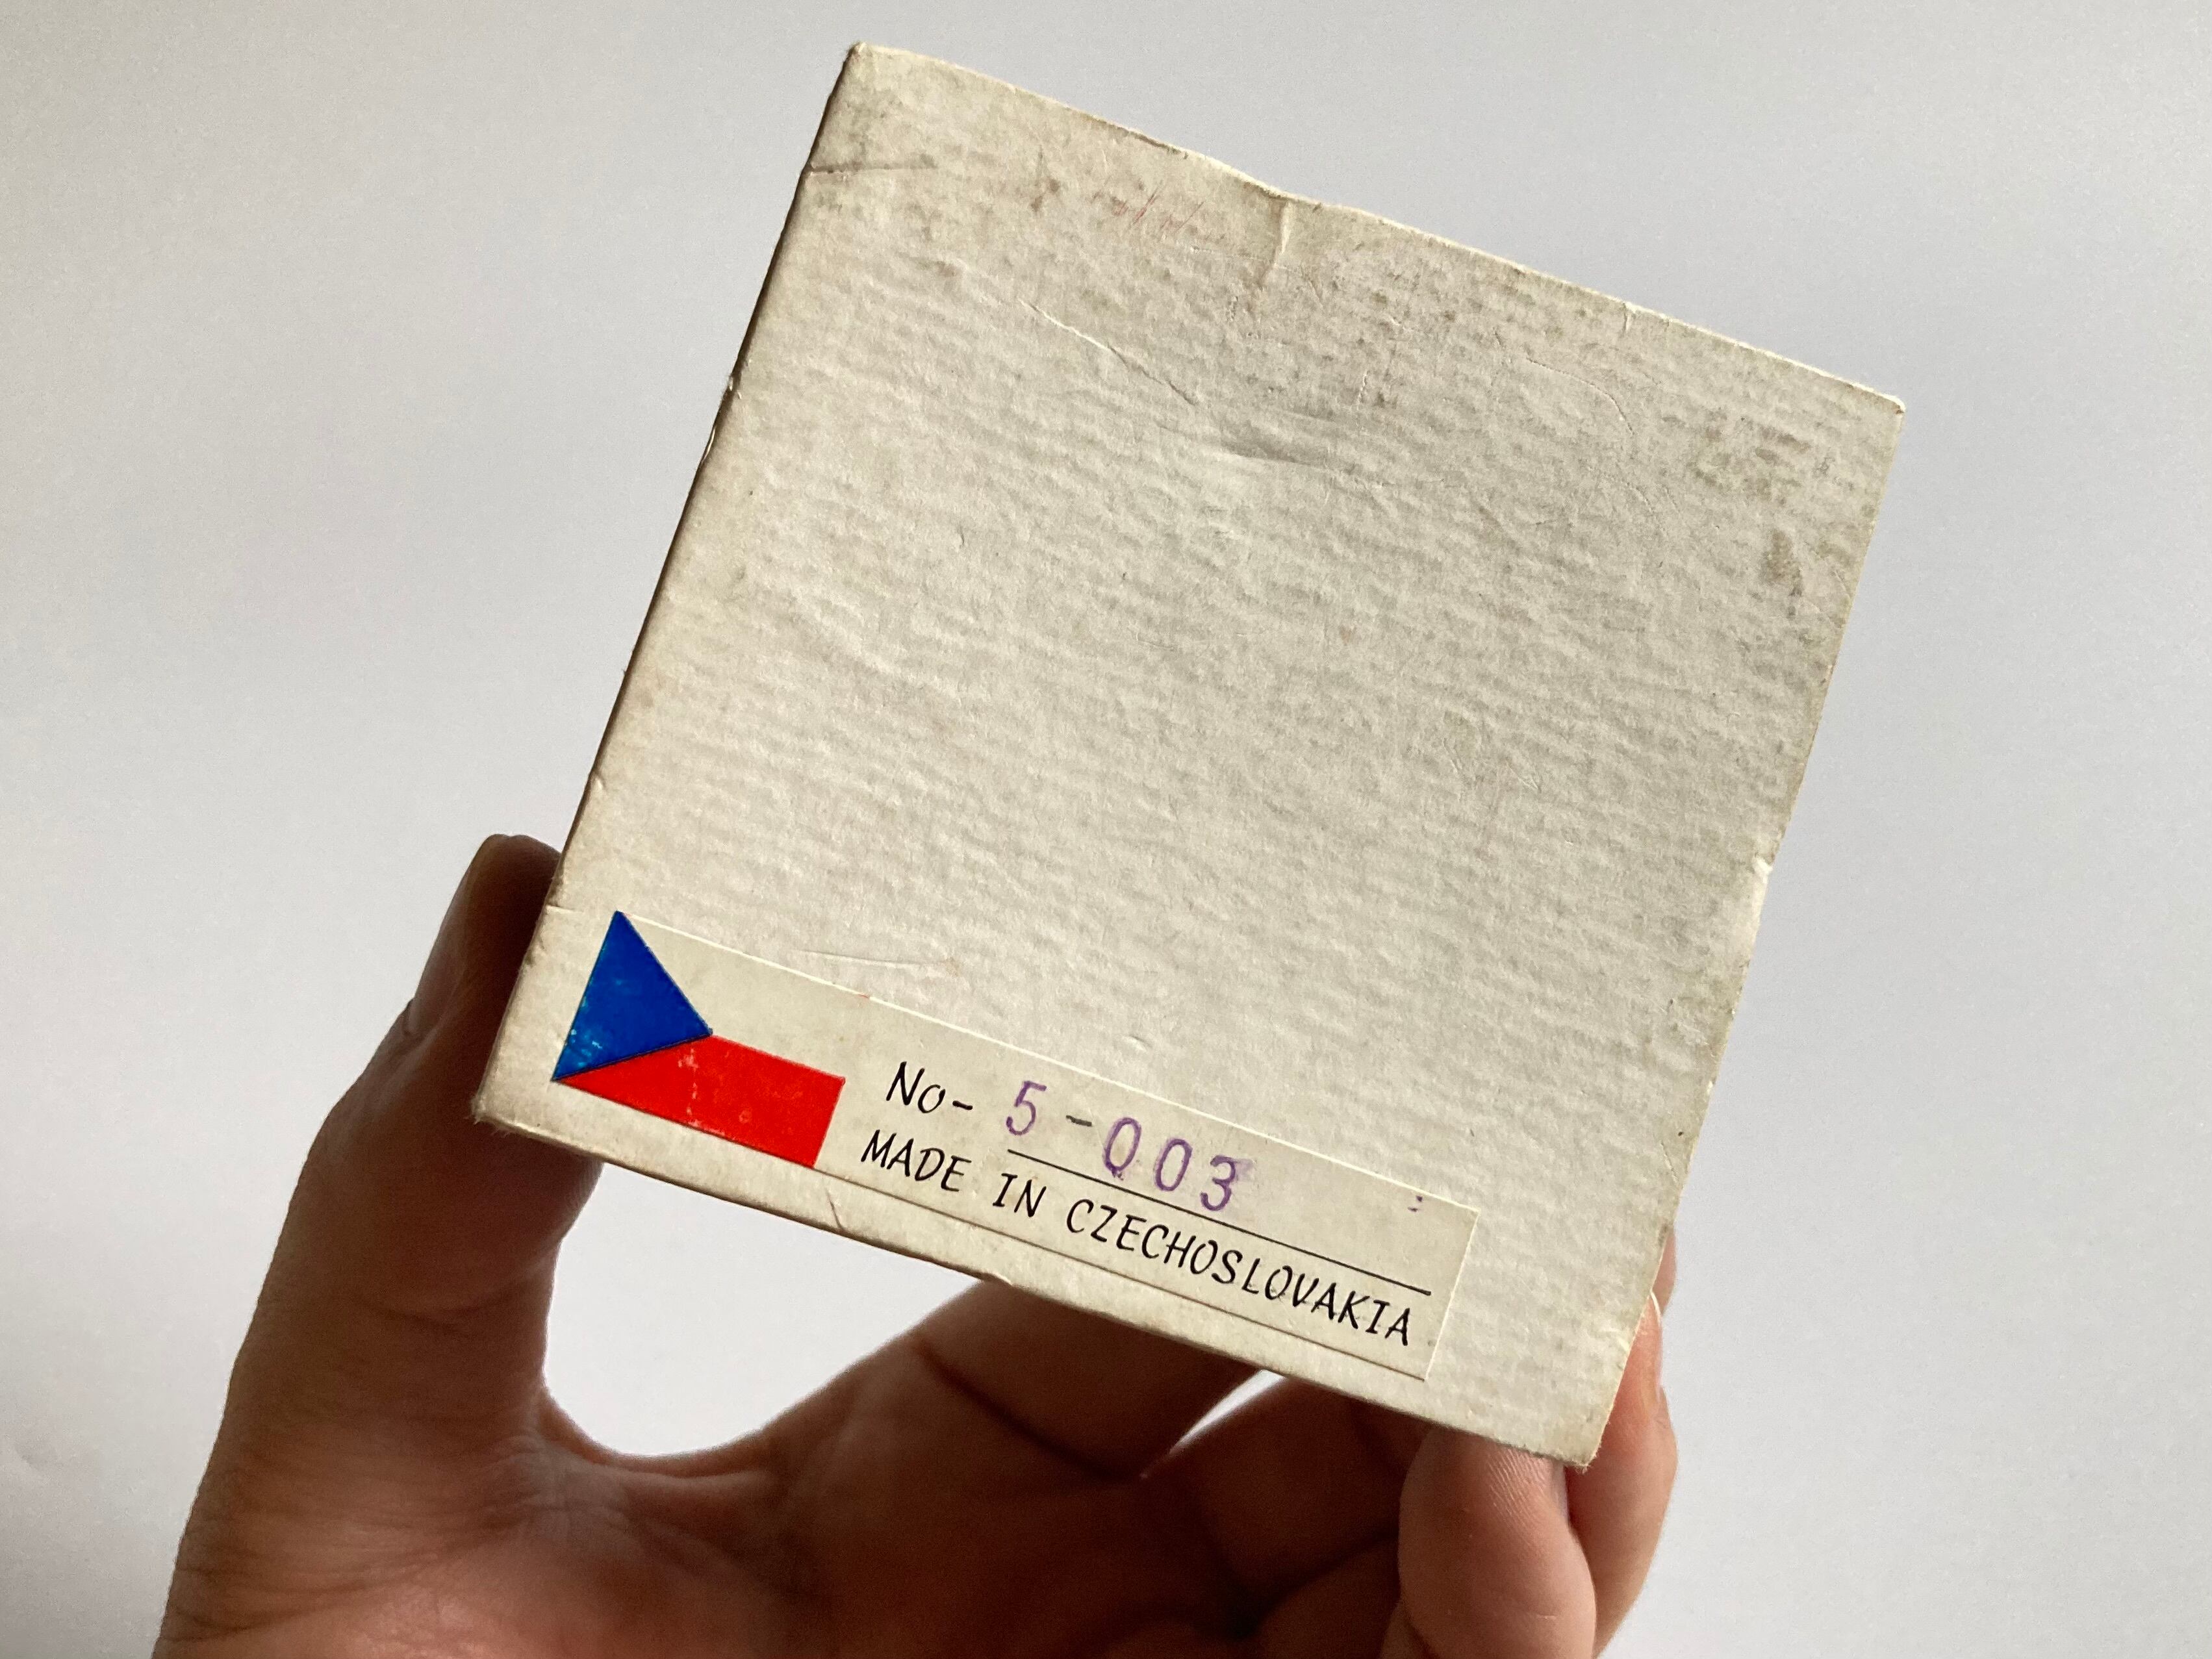 No- 5-003
MADE IN CZECHOSLOVAKIA